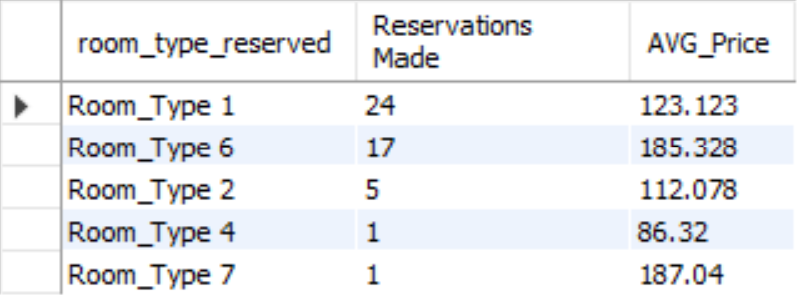 room_type_reserved Reservations Made AVG_Price
Room_Type 1 24 123.123
Room_Type 6 17 185.328
Room_Type 2 5 112.078
Room_Type 4 1 86.32
Room_Type 7 1 187.04